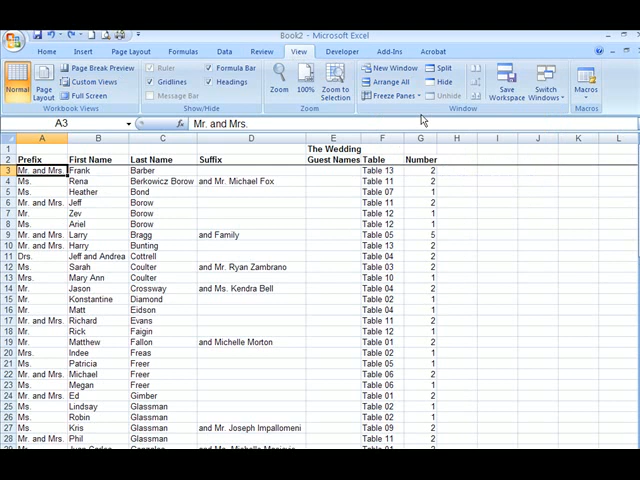 Book2 - Microsoft Excel
Home Insert Page Layout Formulas Data Review View Developer Add-Ins Acrobat
Normal
Page Layout
Page Break Preview
Custom Views
Full Screen
Workbook Views
Ruler
Gridlines
Message Bar
Formula Bar
Headings
Show/Hide
Zoom
100%
Zoom to Selection
Zoom
New Window
Arrange All
Freeze Panes
Split
Hide
Save Workspace
Switch Windows
Window
Macros
Macros
A3 fx Mr. and Mrs.
A B C D E F G H I J K L
1 The Wedding
2 Prefix First Name Last Name Suffix Guest Names Table Number
3 Mr. and Mrs. Frank Barber Table 13 2
4 Ms. Rena Berkowicz Borow and Mr. Michael Fox Table 11 2
5 Ms. Heather Bond Table 07 1
6 Mr. and Mrs. Jeff Borow Table 11 2
7 Mr. Zev Borow Table 12 1
8 Ms. Ariel Borow Table 12 1
9 Mr. and Mrs. Larry Bragg and Family Table 05 5
10 Mr. and Mrs. Harry Bunting Table 13 2
11 Drs. Jeff and Andrea Cottrell Table 04 2
12 Ms. Sarah Coulter and Mr. Ryan Zambrano Table 03 2
13 Mrs. Mary Ann Coulter Table 10 1
14 Mr. Jason Crossway and Ms. Kendra Bell Table 04 2
15 Mr. Konstantine Diamond Table 02 1
16 Mr. Matt Eidson Table 04 1
17 Mr. and Mrs. Richard Evans Table 11 2
18 Mr. Rick Faigin Table 12 1
19 Mr. Matthew Fallon and Michelle Morton Table 01 2
20 Mrs. Indee Freas Table 04 1
21 Ms. Patricia Freer Table 05 1
22 Mr. and Mrs. Michael Freer Table 06 2
23 Ms. Megan Freer Table 06 1
24 Mr. and Mrs. Ed Gimber Table 01 2
25 Ms. Lindsay Glassman Table 02 1
26 Ms. Robin Glassman Table 02 1
27 Ms. Kris Glassman and Mr. Joseph Impallomeni Table 09 2
28 Mr. and Mrs. Phil Glassman Table 11 2